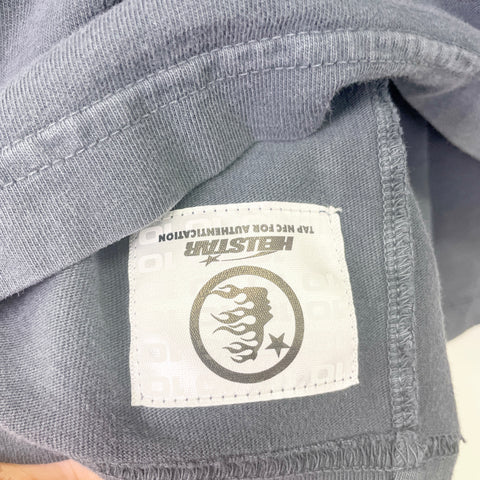 HELLSTAR
TAP NFC FOR AUTHENTICATION